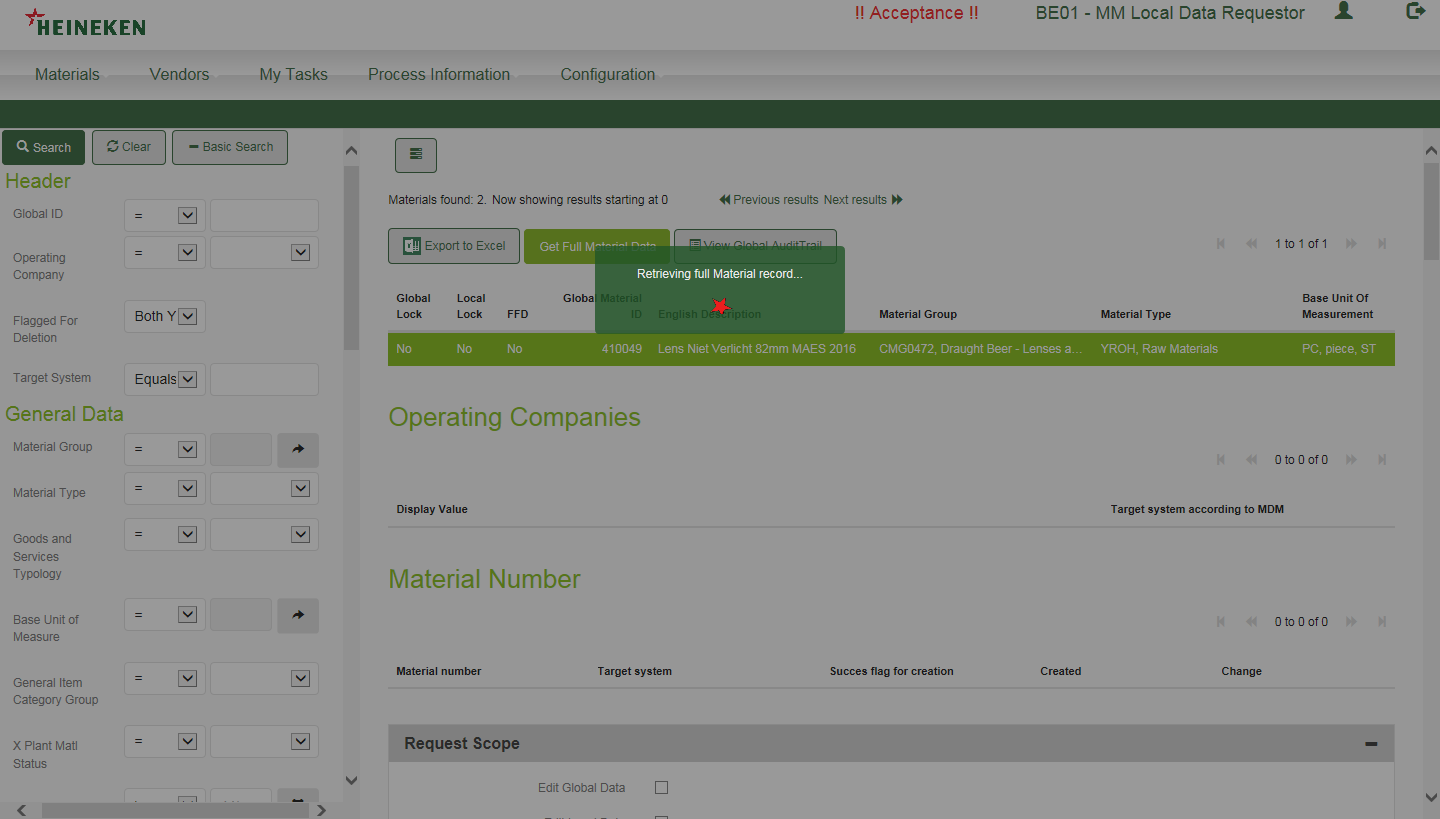 HEINEKEN
!! Acceptance !!
BE01 - MM Local Data Requestor
Materials
Vendors
My Tasks
Process Information
Configuration
Search
Clear
Basic Search
Header
Global ID
=
Operating
Company
=
Flagged For
Deletion
Both Y
Target System
Equals
General Data
Material Group
=
Material Type
=
Goods and
Services
Typology
=
Base Unit of
Measure
=
General Item
Category Group
=
X Plant Matl
Status
=
Materials found: 2. Now showing results starting at 0
Previous results
Next results
Export to Excel
Get Full Material Data
View Global AuditTrail
1 to 1 of 1
Retrieving full Material record...
Global
Lock
Local
Lock
FFD
Global Material
ID
English Description
Material Group
Material Type
Base Unit Of
Measurement
No
No
No
410049
Lens Niet Verlicht 82mm MAES 2016
CMG0472, Draught Beer - Lenses a...
YROH, Raw Materials
PC, piece, ST
Operating Companies
0 to 0 of 0
Display Value
Target system according to MDM
Material Number
0 to 0 of 0
Material number
Target system
Succes flag for creation
Created
Change
Request Scope
Edit Global Data